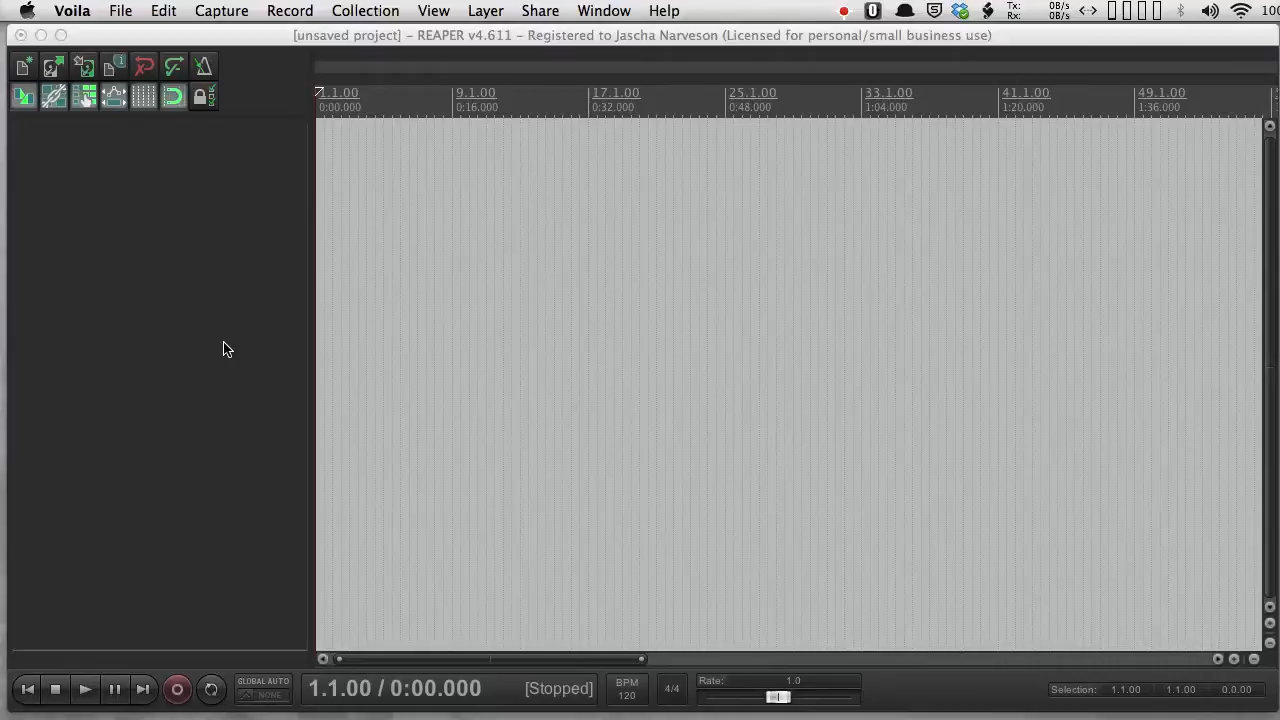 Voila File Edit Capture Record Collection View Layer Share Window Help Tx: Rx: 0B/s 0B/s 100
[unsaved project] - REAPER v4.611 - Registered to Jascha Narveson (Licensed for personal/small business use)
1.1.00 9.1.00 17.1.00 25.1.00 33.1.00 41.1.00 49.1.00
0:00.000 0:16.000 0:32.000 0:48.000 1:04.000 1:20.000 1:36.000
GLOBAL AUTO
NONE
1.1.00 / 0:00.000 [Stopped]
BPM
120
4/4
Rate: 1.0
Selection: 1.1.00 1.1.00 0.0.00